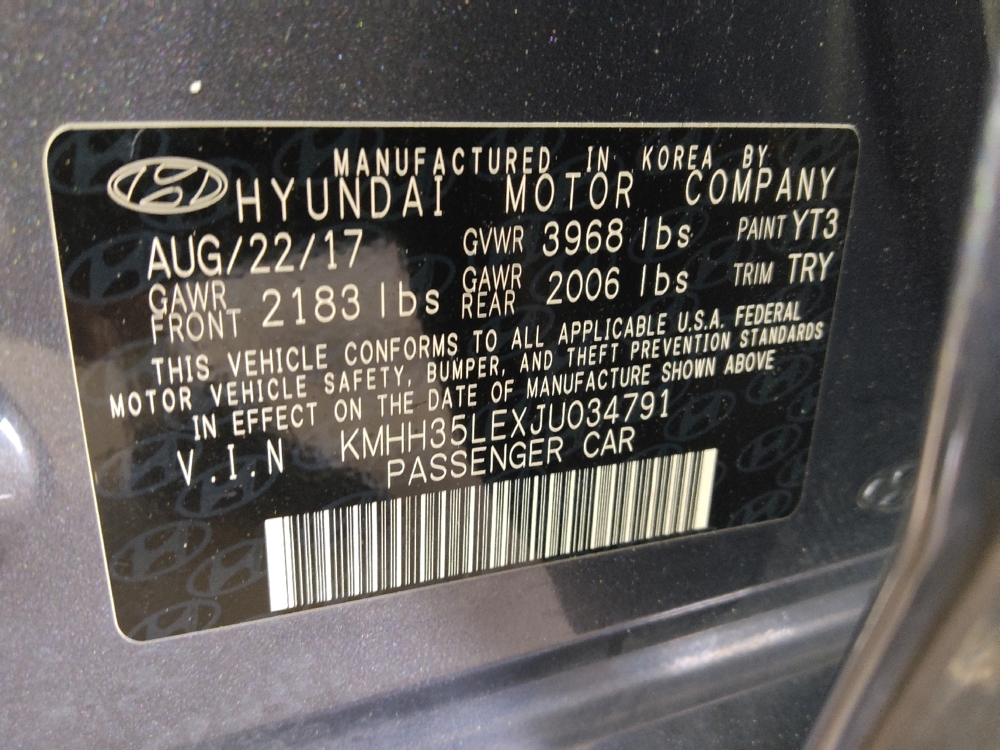 MANUFACTURED IN KOREA BY
HYUNDAI MOTOR COMPANY
AUG/22/17 GVWR 3968 lbs PAINT YT3
GAWR FRONT 2183 lbs GAWR REAR 2006 lbs TRIM TRY
THIS VEHICLE CONFORMS TO ALL APPLICABLE U.S.A. FEDERAL
MOTOR VEHICLE SAFETY, BUMPER, AND THEFT PREVENTION STANDARDS
IN EFFECT ON THE DATE OF MANUFACTURE SHOWN ABOVE
V.I.N KMHH35LEXJU034791
PASSENGER CAR